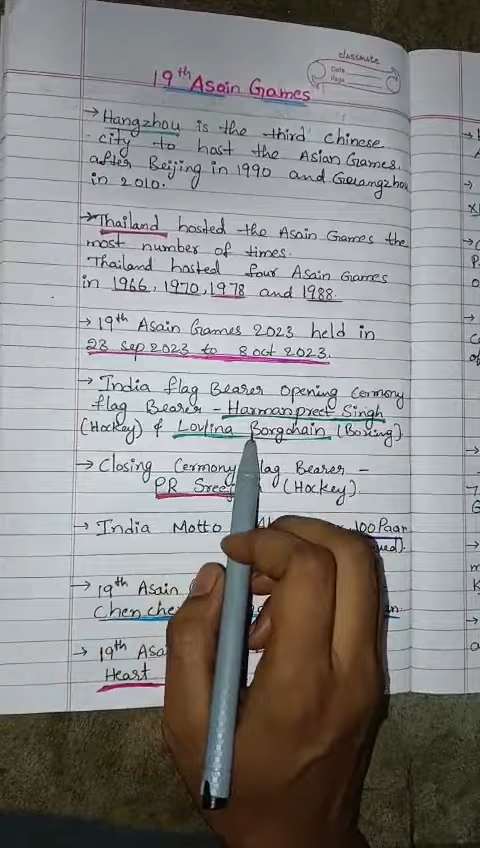 classmate
Date
Page
19th Asain Games
→ Hangzhou is the third Chinese
city to host the Asian Games.
after Beijing in 1990 and Guangzhou
in 2010.
→ Thailand hosted the Asain Games the
most number of times.
Thailand hosted four Asain Games
in 1966, 1970, 1978 and 1988.
→ 19th Asain Games 2023 held in
23 Sep 2023 to 8 oct 2023.
→ India flag Bearer Opening Cermony
flag Bearer - Harmanpreet Singh
(Hockey) & Lovlina Borgohain (Boxing).
→ Closing Cermony flag Bearer -
PR (Hockey).
→ India Motto 100 Paar
→ 19th Asain
→ 19th
Heart